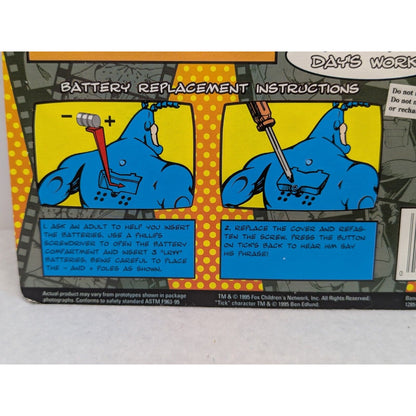 DAY'S WORK
BATTERY REPLACEMENT INSTRUCTIONS
Do not
Do not
or rechar
- +
1. ASK AN ADULT TO HELP YOU INSERT
THE BATTERIES. USE A PHILLIPS
SCREWDRIVER TO OPEN THE BATTERY
COMPARTMENT AND INSERT 3 "LR44"
BATTERIES, BEING CAREFUL TO PLACE
THE - AND + POLES AS SHOWN.
2. REPLACE THE COVER AND REFAS-
TEN THE SCREW. PRESS THE BUTTON
ON TICK'S BACK TO HEAR HIM SAY
HIS PHRASE!
Actual product may vary from prototypes shown in package
photographs. Conforms to safety standard ASTM F963-95
TM & © 1995 Fox Children's Network, Inc. All Rights Reserved.
"Tick" character TM & © 1995 Ben Edlund.
0